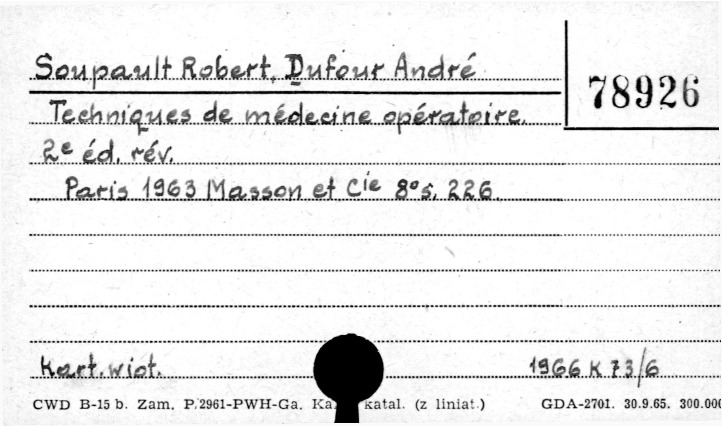 Soupault Robert, Dufour André
78926
Techniques de médecine opératoire.
2e éd. rév.
Paris 1963 Masson et Cie 8° s. 226.
Kart. wiot. 1966 K 73/6
CWD B-15 b. Zam. P.2961-PWH-Ga. katal. (z liniat.) GDA-2701. 30.9.65. 300.000